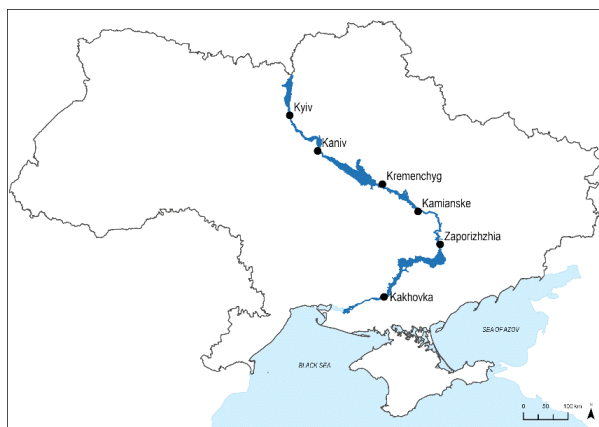 Kyiv
Kaniv
Kremenchyg
Kamianske
Zaporizhzhia
Kakhovka
SEA OF AZOV
BLACK SEA
N
0 50 100 km